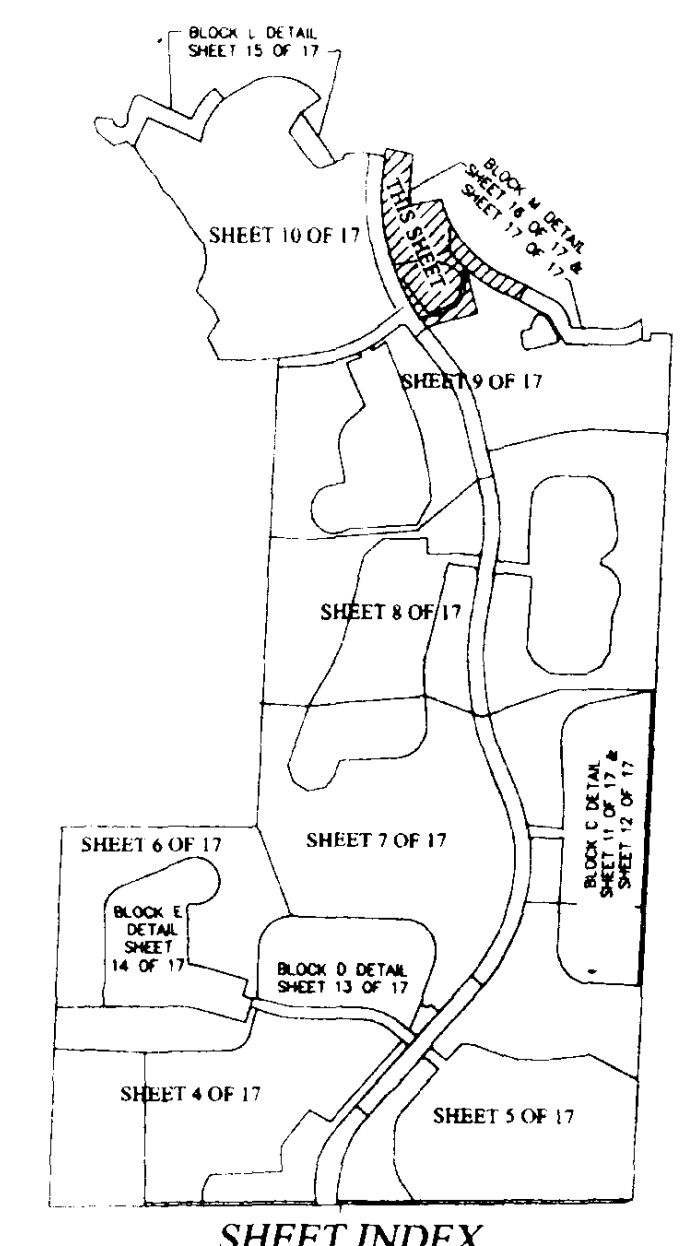 BLOCK L DETAIL
SHEET 15 OF 17
BLOCK M DETAIL
SHEET 16 OF 17 &
SHEET 17 OF 17
THIS SHEET
SHEET 10 OF 17
SHEET 9 OF 17
SHEET 8 OF 17
BLOCK C DETAIL
SHEET 11 OF 17 &
SHEET 12 OF 17
SHEET 6 OF 17
SHEET 7 OF 17
BLOCK E
DETAIL
SHEET
14 OF 17
BLOCK D DETAIL
SHEET 13 OF 17
SHEET 4 OF 17
SHEET 5 OF 17
SHEET INDEX